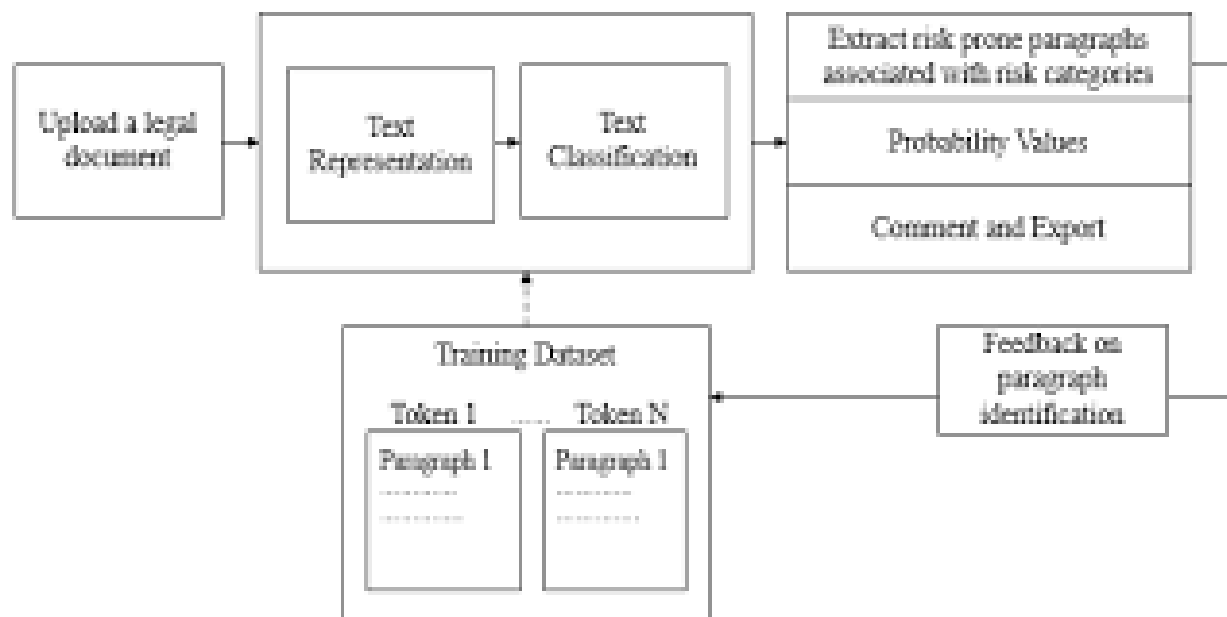 Upload a legal
document
Text
Representation
Text
Classification
Extract risk prone paragraphs
associated with risk categories
Probability Values
Comment and Export
Training Dataset
Token 1 ...... Token N
Paragraph 1
Paragraph 1
Feedback on
paragraph
identification